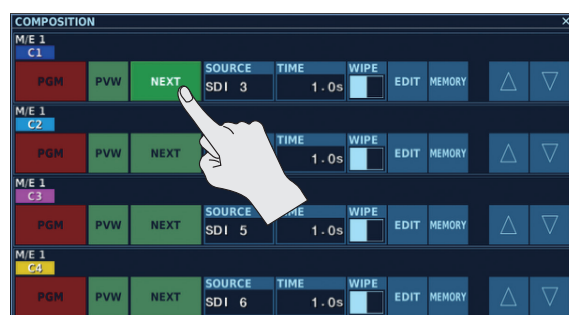 COMPOSITION ×
M/E 1
C1
PGM PVW NEXT SOURCE SDI 3 TIME 1.0s WIPE EDIT MEMORY △ ▽
M/E 1
C2
PGM PVW NEXT TIME 1.0s WIPE EDIT MEMORY △ ▽
M/E 1
C3
PGM PVW NEXT SOURCE SDI 5 TIME 1.0s WIPE EDIT MEMORY △ ▽
M/E 1
C4
PGM PVW NEXT SOURCE SDI 6 TIME 1.0s WIPE EDIT MEMORY △ ▽